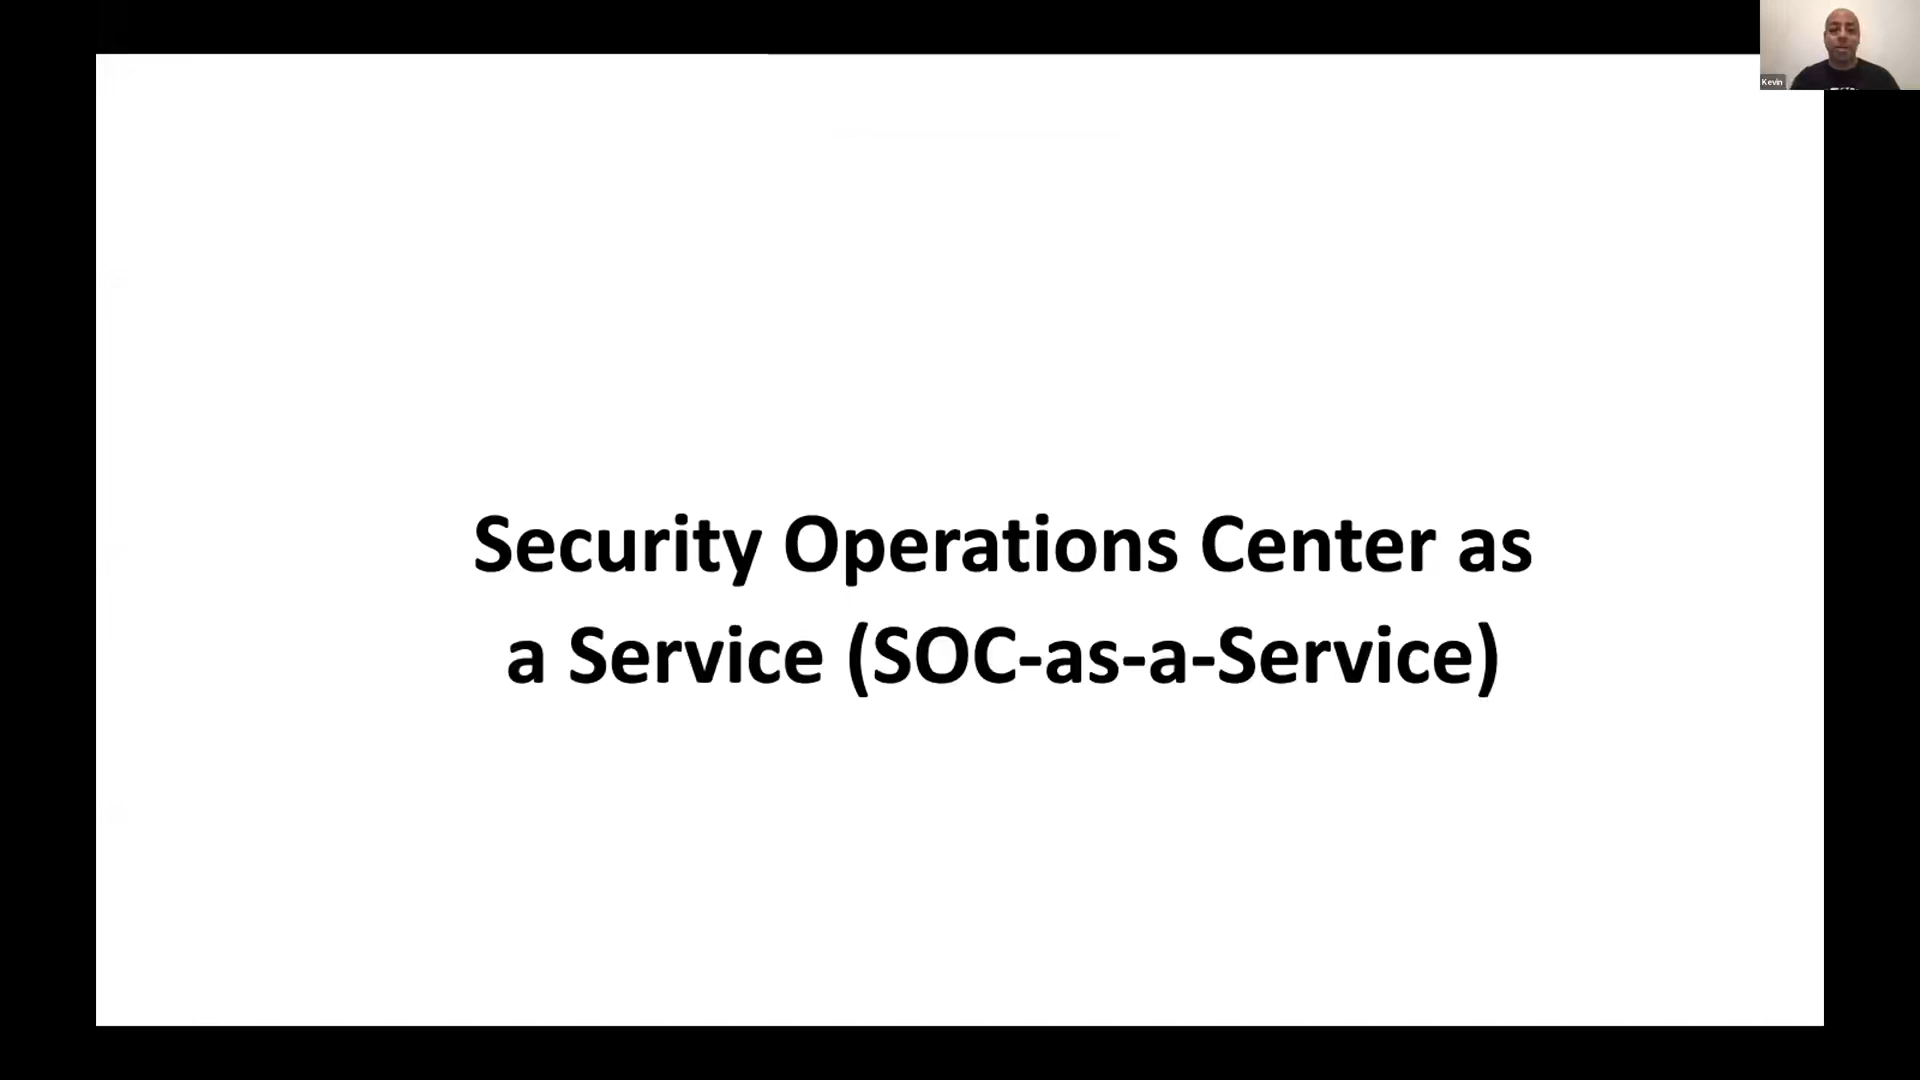 Kevin
Security Operations Center as
a Service (SOC-as-a-Service)